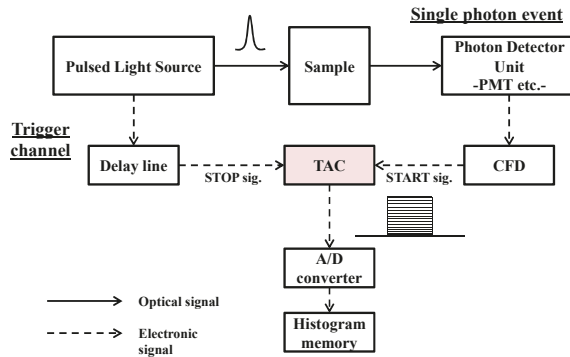 Single photon event
Pulsed Light Source
Sample
Photon Detector
Unit
-PMT etc.-
Trigger
channel
Delay line
STOP sig.
TAC
START sig.
CFD
A/D
converter
Histogram
memory
Optical signal
Electronic
signal